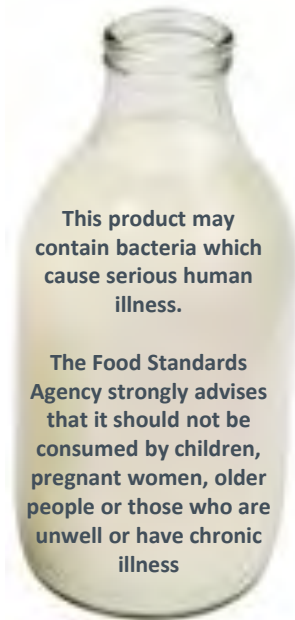 This product may
contain bacteria which
cause serious human
illness.
The Food Standards
Agency strongly advises
that it should not be
consumed by children,
pregnant women, older
people or those who are
unwell or have chronic
illness